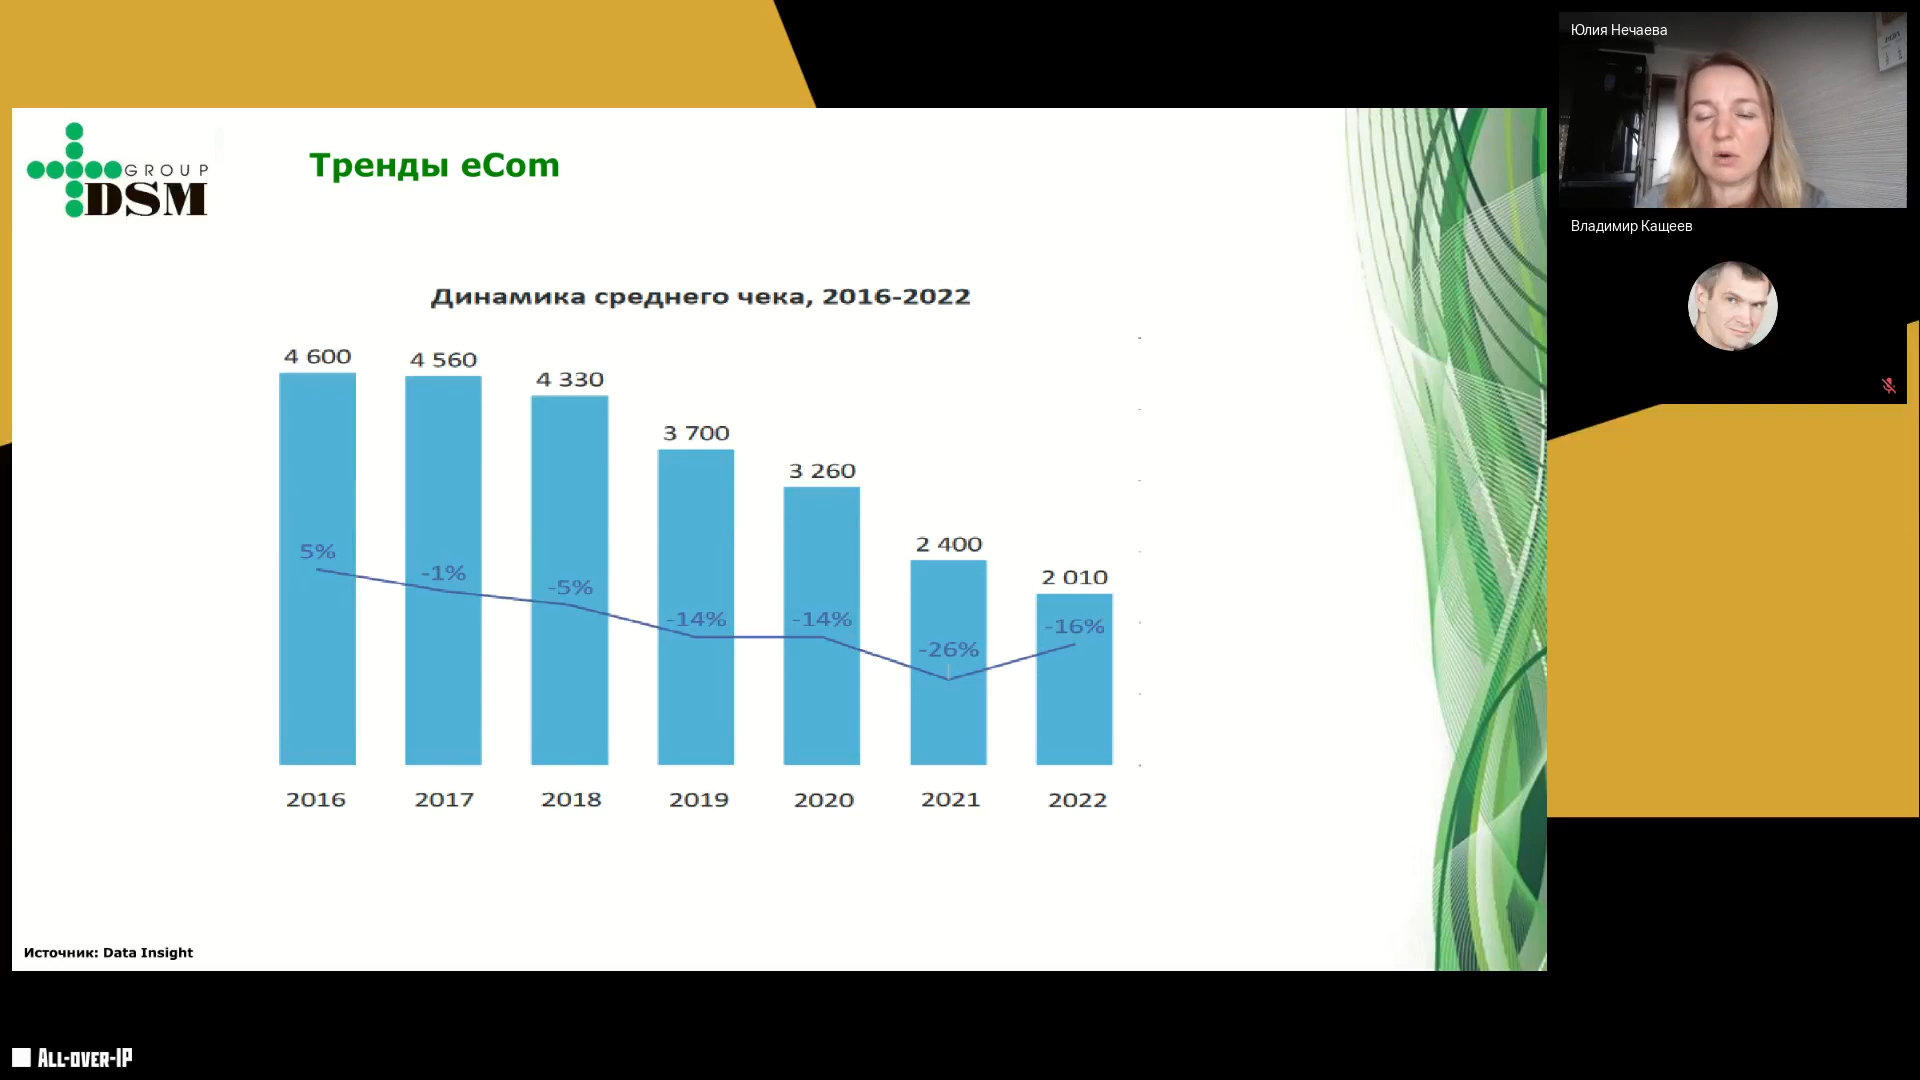 GROUP
DSM
Тренды eCom
Динамика среднего чека, 2016-2022
4 600
4 560
4 330
3 700
3 260
2 400
2 010
5%
-1%
-5%
-14%
-14%
-26%
-16%
2016 2017 2018 2019 2020 2021 2022
Источник: Data Insight
Юлия Нечаева
Владимир Кащеев
ALL-OVER-IP